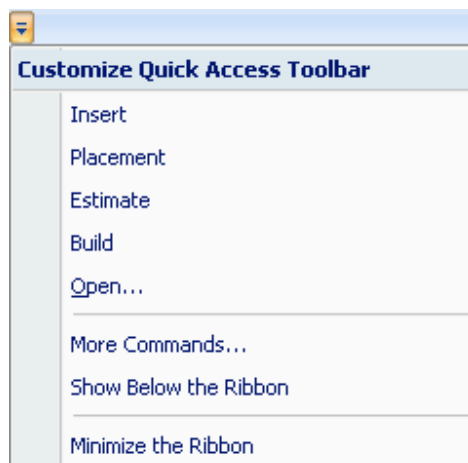 Customize Quick Access Toolbar
Insert
Placement
Estimate
Build
Open...
More Commands...
Show Below the Ribbon
Minimize the Ribbon